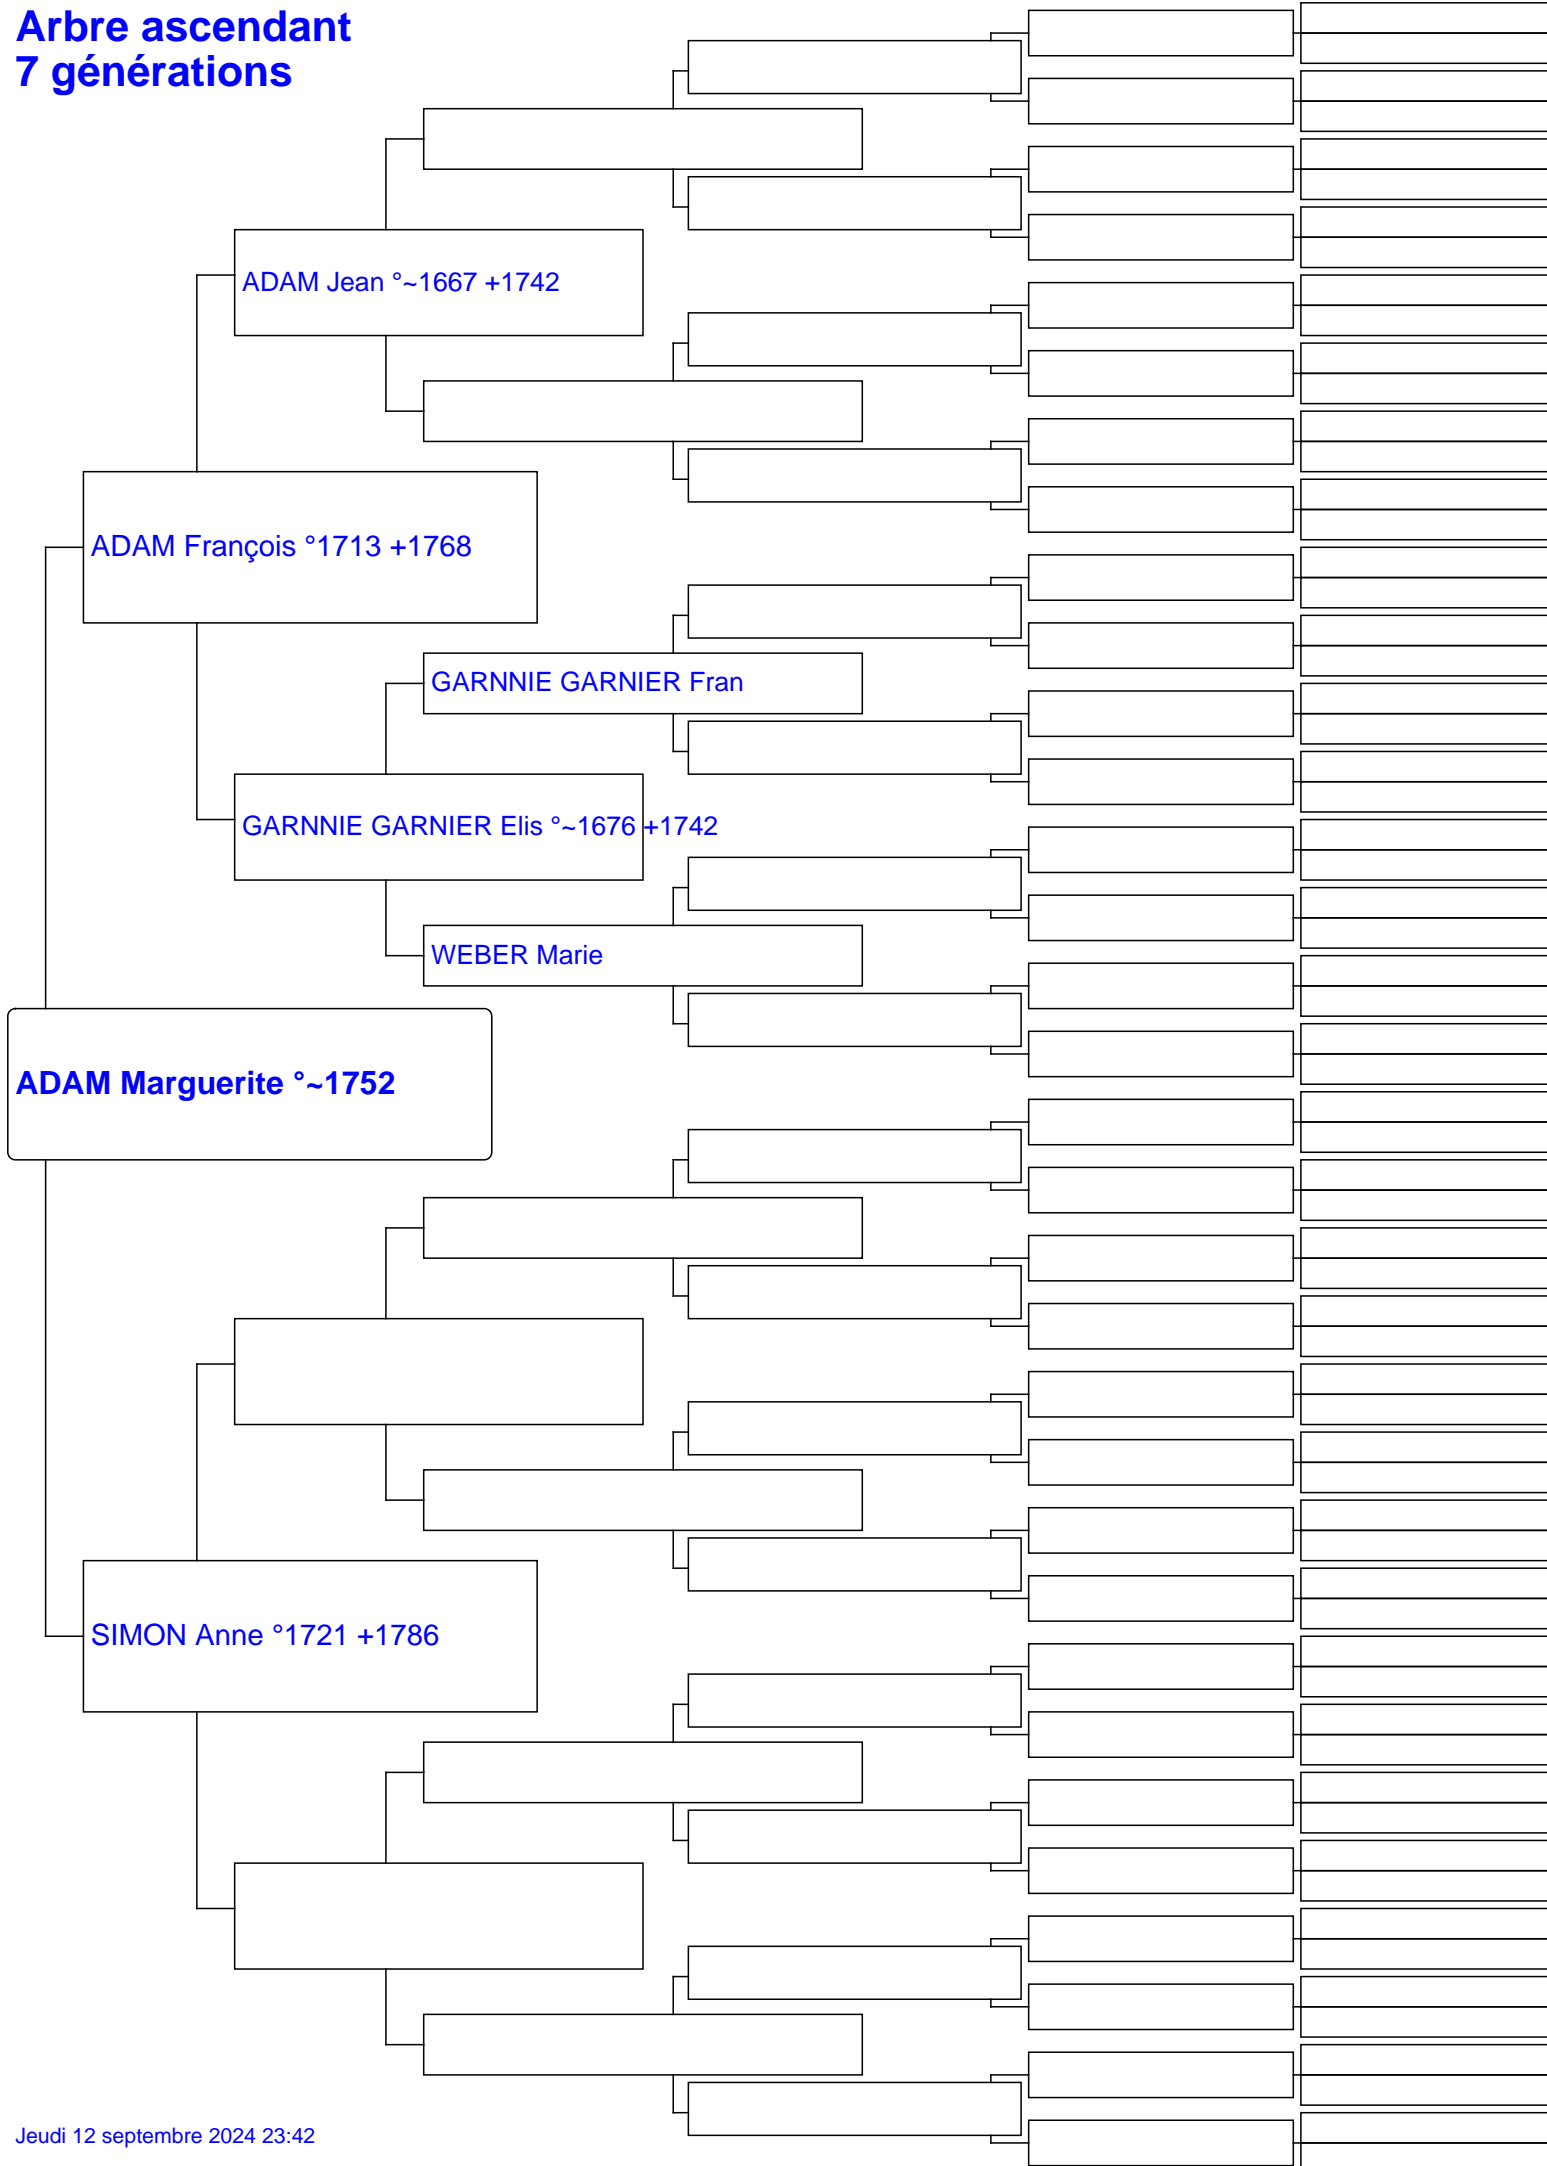 Arbre ascendant
7 générations
ADAM Jean °~1667 +1742
ADAM François °1713 +1768
GARNNIE GARNIER Fran
GARNNIE GARNIER Elis °~1676 +1742
WEBER Marie
ADAM Marguerite °~1752
SIMON Anne °1721 +1786
Jeudi 12 septembre 2024 23:42